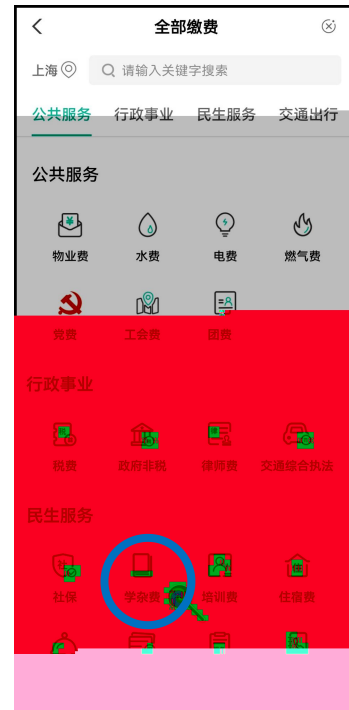 全部缴费
上海 请输入关键字搜索
公共服务 行政事业 民生服务 交通出行
公共服务
物业费 水费 电费 燃气费
党费 工会费 团费
行政事业
税费 政府非税 律师费 交通综合执法
民生服务
社保 学杂费 培训费 住宿费